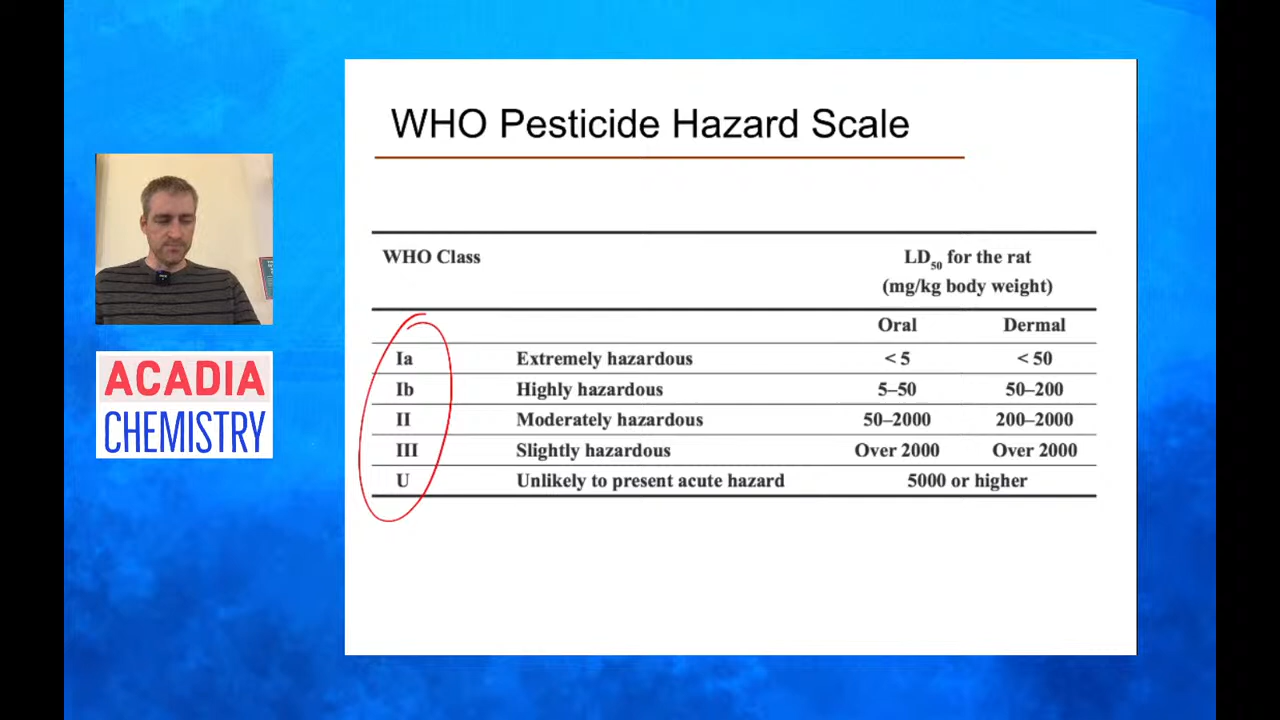 WHO Pesticide Hazard Scale
WHO Class LD50 for the rat
(mg/kg body weight)
Oral Dermal
Ia Extremely hazardous < 5 < 50
Ib Highly hazardous 5–50 50–200
II Moderately hazardous 50–2000 200–2000
III Slightly hazardous Over 2000 Over 2000
U Unlikely to present acute hazard 5000 or higher
ACADIA
CHEMISTRY